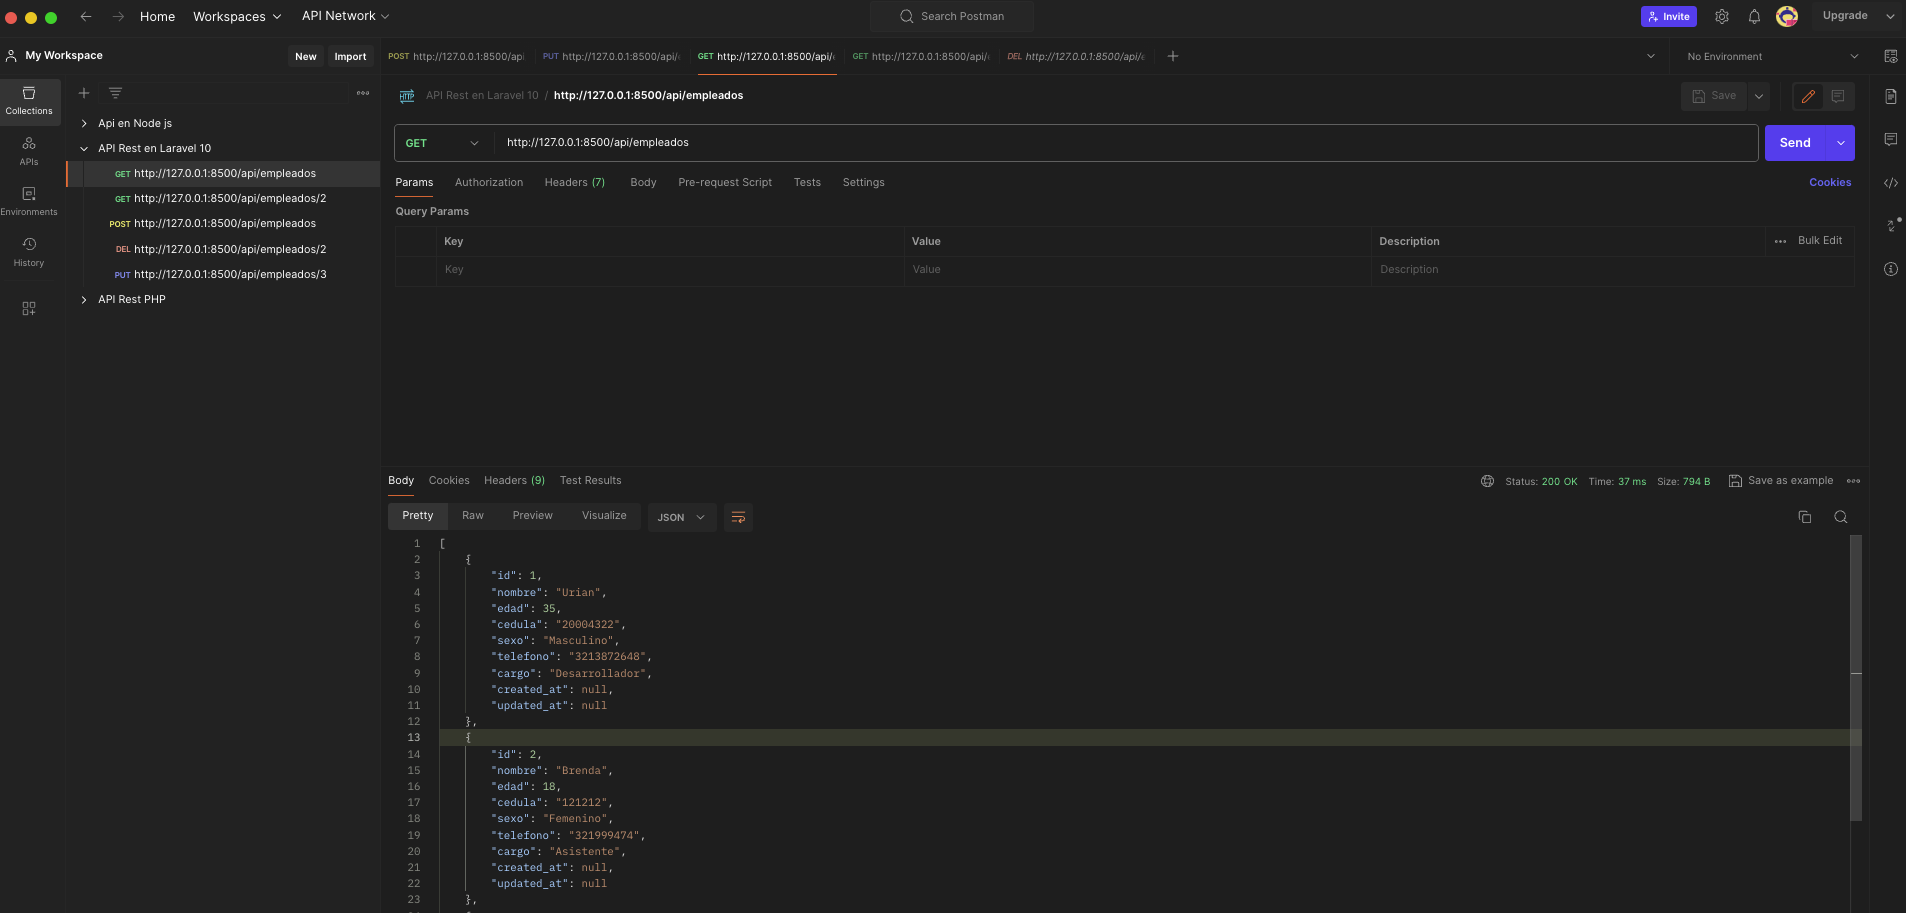 Home Workspaces API Network Search Postman Invite Upgrade
My Workspace New Import
POST http://127.0.0.1:8500/api PUT http://127.0.0.1:8500/api/ GET http://127.0.0.1:8500/api/ GET http://127.0.0.1:8500/api/ DEL http://127.0.0.1:8500/api/e No Environment
Collections
APIs
Environments
History
Api en Node js
API Rest en Laravel 10
GET http://127.0.0.1:8500/api/empleados
GET http://127.0.0.1:8500/api/empleados/2
POST http://127.0.0.1:8500/api/empleados
DEL http://127.0.0.1:8500/api/empleados/2
PUT http://127.0.0.1:8500/api/empleados/3
API Rest PHP
HTTP API Rest en Laravel 10 / http://127.0.0.1:8500/api/empleados Save
GET http://127.0.0.1:8500/api/empleados Send
Params Authorization Headers (7) Body Pre-request Script Tests Settings Cookies
Query Params
Key Value Description Bulk Edit
Key Value Description
Body Cookies Headers (9) Test Results Status: 200 OK Time: 37 ms Size: 794 B Save as example
Pretty Raw Preview Visualize JSON
1 [
2 {
3 "id": 1,
4 "nombre": "Urian",
5 "edad": 35,
6 "cedula": "20004322",
7 "sexo": "Masculino",
8 "telefono": "3213872648",
9 "cargo": "Desarrollador",
10 "created_at": null,
11 "updated_at": null
12 },
13 {
14 "id": 2,
15 "nombre": "Brenda",
16 "edad": 18,
17 "cedula": "121212",
18 "sexo": "Femenino",
19 "telefono": "321999474",
20 "cargo": "Asistente",
21 "created_at": null,
22 "updated_at": null
23 },